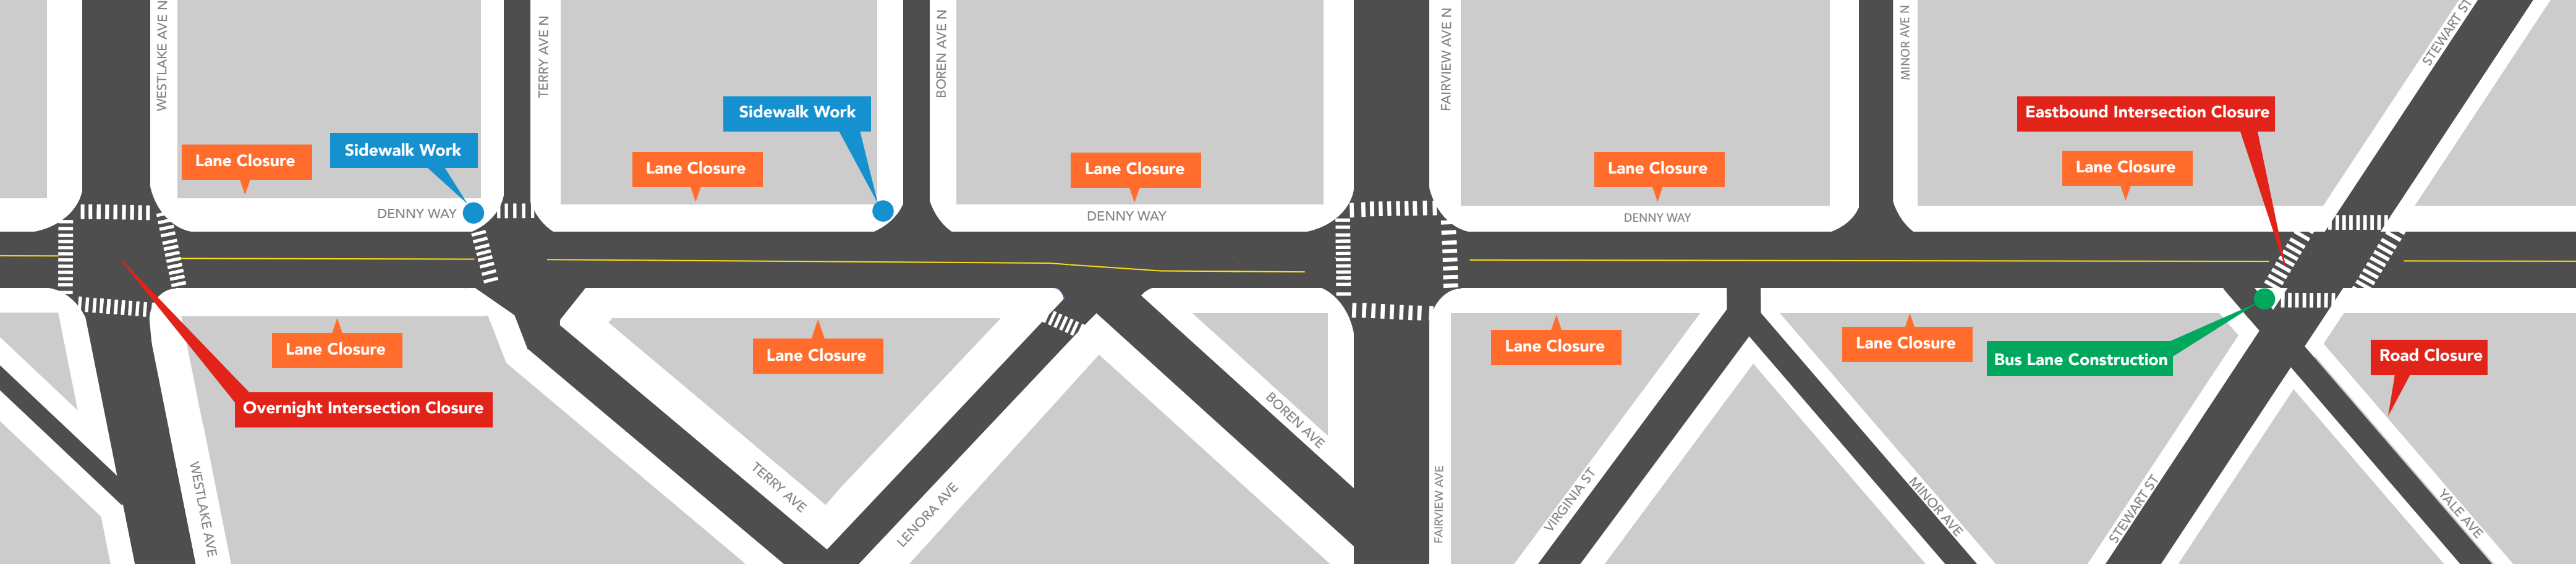 WESTLAKE AVE N
TERRY AVE N
BOREN AVE N
FAIRVIEW AVE N
MINOR AVE N
STEWART ST
Lane Closure
Sidewalk Work
Lane Closure
Sidewalk Work
Lane Closure
Lane Closure
Eastbound Intersection Closure
Lane Closure
DENNY WAY
DENNY WAY
DENNY WAY
Lane Closure
Lane Closure
Lane Closure
Lane Closure
Bus Lane Construction
Road Closure
Overnight Intersection Closure
WESTLAKE AVE
TERRY AVE
LENORA AVE
BOREN AVE
FAIRVIEW AVE
VIRGINIA ST
MINOR AVE
STEWART ST
YALE AVE